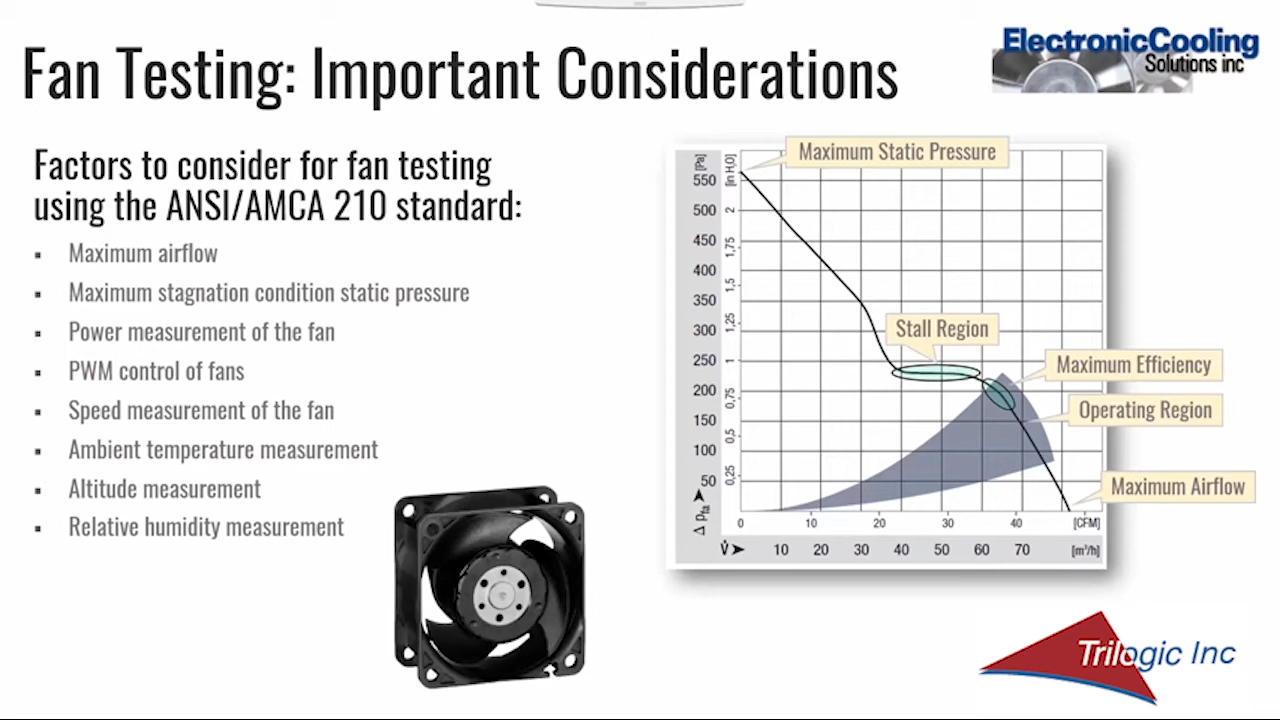 Fan Testing: Important Considerations
ElectronicCooling
Solutions inc
Factors to consider for fan testing
using the ANSI/AMCA 210 standard:
▪ Maximum airflow
▪ Maximum stagnation condition static pressure
▪ Power measurement of the fan
▪ PWM control of fans
▪ Speed measurement of the fan
▪ Ambient temperature measurement
▪ Altitude measurement
▪ Relative humidity measurement
Maximum Static Pressure
Stall Region
Maximum Efficiency
Operating Region
Maximum Airflow
[Pa]
550
500
450
400
350
300
250
200
150
100
50
Δ pfa
[in H2O]
2
1,75
1,5
1,25
1
0,75
0,5
0,25
0 10 20 30 40 [CFM]
V̇ 10 20 30 40 50 60 70 [m³/h]
Trilogic Inc